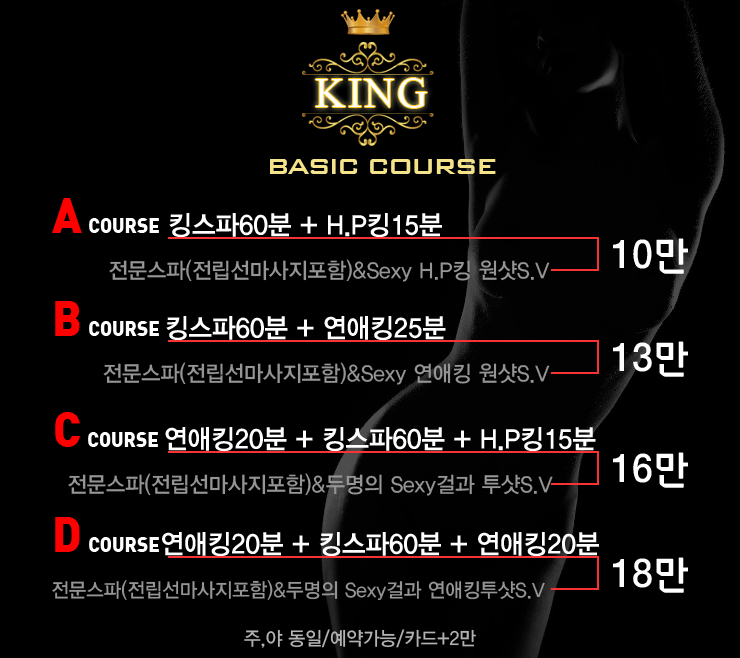 KING
BASIC COURSE
A COURSE 킹스파60분 + H.P킹15분
전문스파(전립선마사지포함)&Sexy H.P킹 원샷S.V
10만
B COURSE 킹스파60분 + 연애킹25분
전문스파(전립선마사지포함)&Sexy 연애킹 원샷S.V
13만
C COURSE 연애킹20분 + 킹스파60분 + H.P킹15분
전문스파(전립선마사지포함)&두명의 Sexy걸과 투샷S.V
16만
D COURSE연애킹20분 + 킹스파60분 + 연애킹20분
전문스파(전립선마사지포함)&두명의 Sexy걸과 연애킹투샷S.V
18만
주,야 동일/예약가능/카드+2만